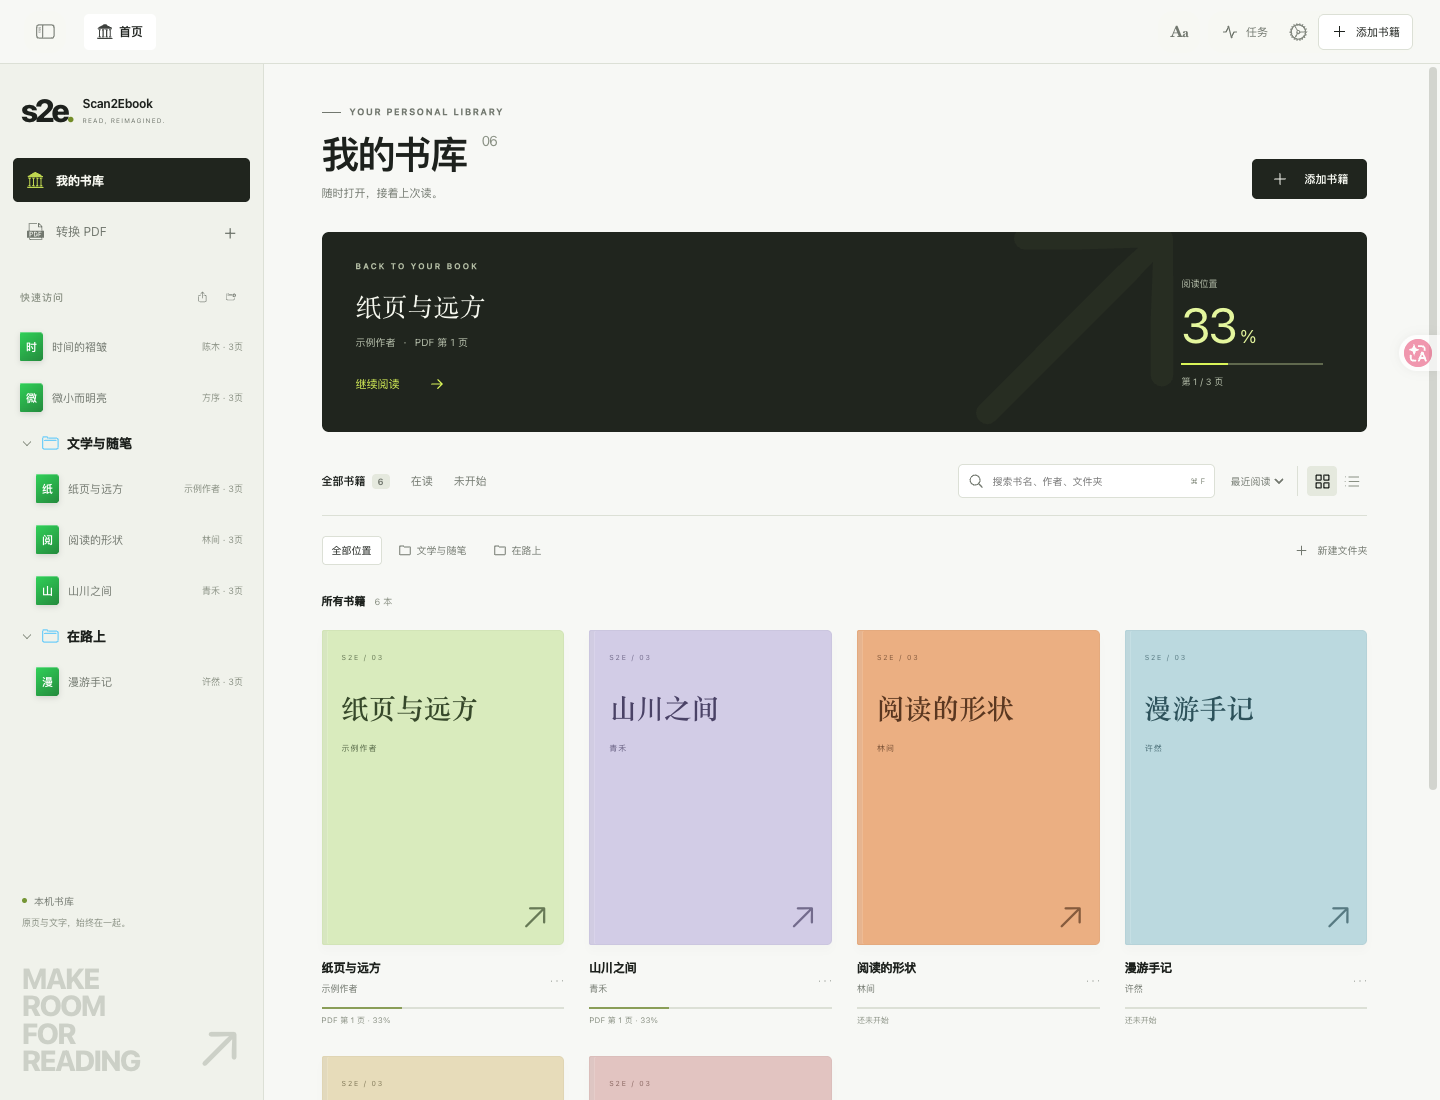 首页
Aa
任务
添加书籍
s2e.
Scan2Ebook
READ, REIMAGINED.
我的书库
转换 PDF
快速访问
时 时间的褶皱 陈木 · 3页
微 微小而明亮 方序 · 3页
文学与随笔
纸 纸页与远方 示例作者 · 3页
阅 阅读的形状 林间 · 3页
山 山川之间 青禾 · 3页
在路上
漫 漫游手记 许然 · 3页
本机书库
原页与文字，始终在一起。
MAKE
ROOM
FOR
READING
YOUR PERSONAL LIBRARY
我的书库 06
随时打开，接着上次读。
添加书籍
BACK TO YOUR BOOK
纸页与远方
示例作者 · PDF 第 1 页
继续阅读
阅读位置
33%
第 1 / 3 页
全部书籍 6 在读 未开始
搜索书名、作者、文件夹 ⌘ F
最近阅读
全部位置 文学与随笔 在路上
新建文件夹
所有书籍 6 本
S2E / 03
纸页与远方
示例作者
纸页与远方
示例作者
PDF 第 1 页 · 33%
S2E / 03
山川之间
青禾
山川之间
青禾
PDF 第 1 页 · 33%
S2E / 03
阅读的形状
林间
阅读的形状
林间
还未开始
S2E / 03
漫游手记
许然
漫游手记
许然
还未开始
S2E / 03
S2E / 03